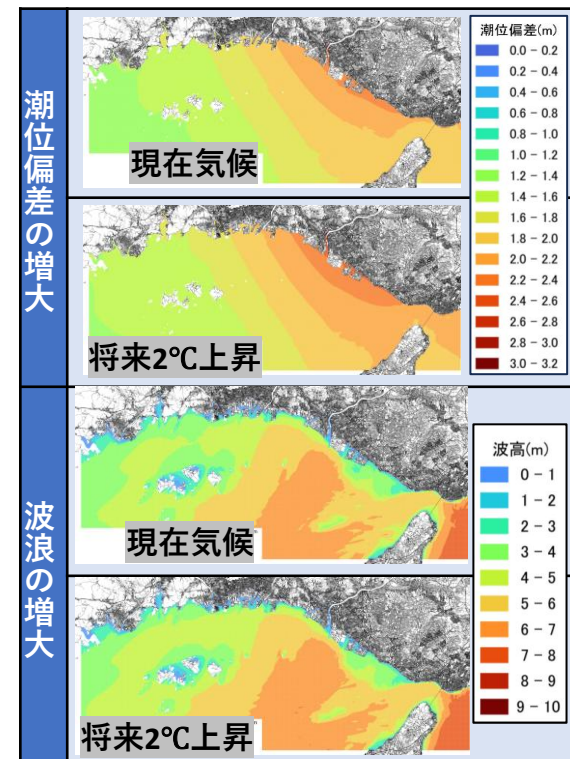 潮位偏差の増大
現在気候
将来2℃上昇
潮位偏差(m)
0.0 - 0.2
0.2 - 0.4
0.4 - 0.6
0.6 - 0.8
0.8 - 1.0
1.0 - 1.2
1.2 - 1.4
1.4 - 1.6
1.6 - 1.8
1.8 - 2.0
2.0 - 2.2
2.2 - 2.4
2.4 - 2.6
2.6 - 2.8
2.8 - 3.0
3.0 - 3.2
波浪の増大
現在気候
将来2℃上昇
波高(m)
0 - 1
1 - 2
2 - 3
3 - 4
4 - 5
5 - 6
6 - 7
7 - 8
8 - 9
9 - 10